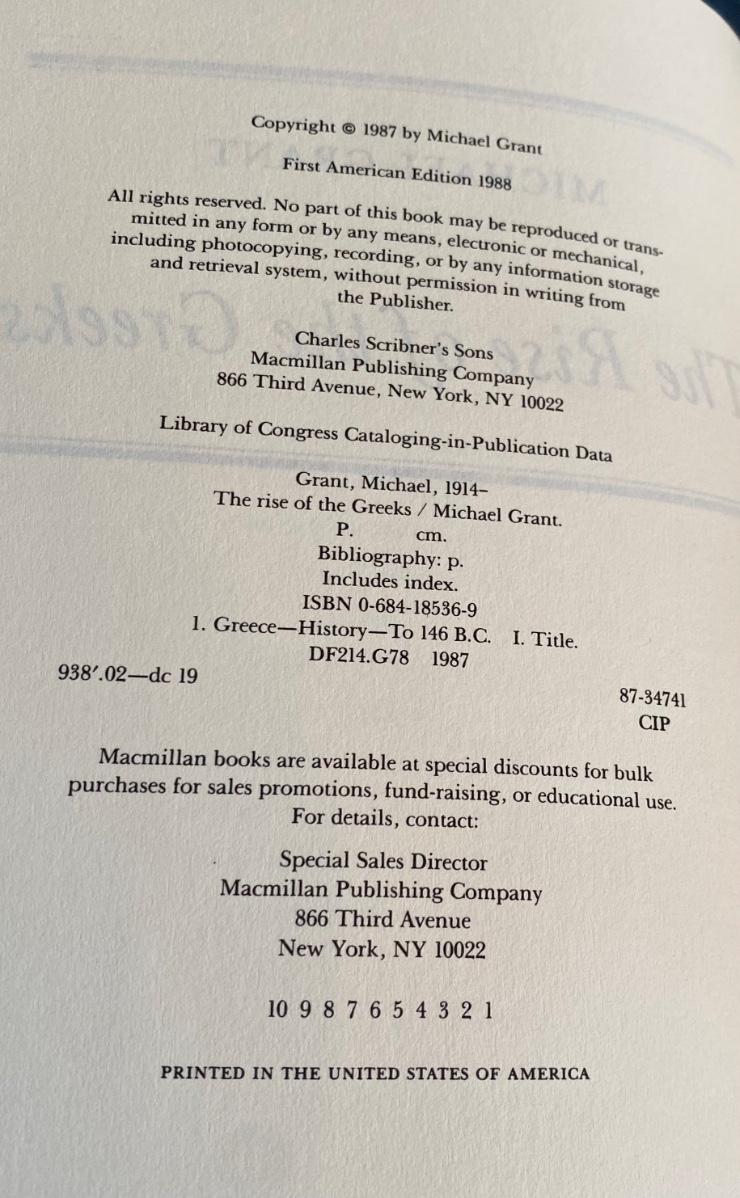 Copyright © 1987 by Michael Grant
First American Edition 1988
All rights reserved. No part of this book may be reproduced or trans-
mitted in any form or by any means, electronic or mechanical,
including photocopying, recording, or by any information storage
and retrieval system, without permission in writing from
the Publisher.
Charles Scribner's Sons
Macmillan Publishing Company
866 Third Avenue, New York, NY 10022
Library of Congress Cataloging-in-Publication Data
Grant, Michael, 1914–
The rise of the Greeks / Michael Grant.
P. cm.
Bibliography: p.
Includes index.
ISBN 0-684-18536-9
1. Greece—History—To 146 B.C. I. Title.
DF214.G78 1987
938′.02—dc 19
87-34741
CIP
Macmillan books are available at special discounts for bulk
purchases for sales promotions, fund-raising, or educational use.
For details, contact:
Special Sales Director
Macmillan Publishing Company
866 Third Avenue
New York, NY 10022
10 9 8 7 6 5 4 3 2 1
PRINTED IN THE UNITED STATES OF AMERICA
MICHAEL GRANT
The Rise of the Greeks